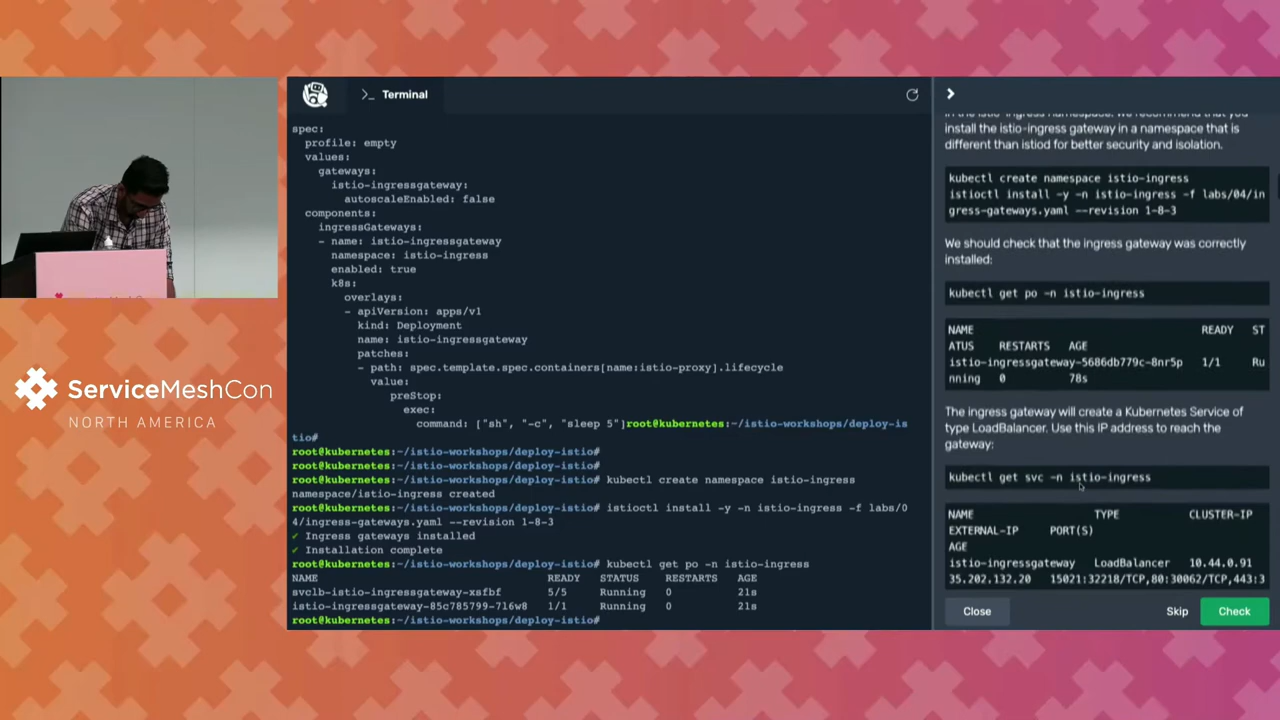 Terminal
spec:
profile: empty
values:
gateways:
istio-ingressgateway:
autoscaleEnabled: false
components:
ingressGateways:
- name: istio-ingressgateway
namespace: istio-ingress
enabled: true
k8s:
overlays:
- apiVersion: apps/v1
kind: Deployment
name: istio-ingressgateway
patches:
- path: spec.template.spec.containers[name:istio-proxy].lifecycle
value:
preStop:
exec:
command: ["sh", "-c", "sleep 5"]root@kubernetes:~/istio-workshops/deploy-is
tio#
root@kubernetes:~/istio-workshops/deploy-istio#
root@kubernetes:~/istio-workshops/deploy-istio#
root@kubernetes:~/istio-workshops/deploy-istio# kubectl create namespace istio-ingress
namespace/istio-ingress created
root@kubernetes:~/istio-workshops/deploy-istio# istioctl install -y -n istio-ingress -f labs/0
4/ingress-gateways.yaml --revision 1-8-3
✔ Ingress gateways installed
✔ Installation complete
root@kubernetes:~/istio-workshops/deploy-istio# kubectl get po -n istio-ingress
NAME READY STATUS RESTARTS AGE
svclb-istio-ingressgateway-xsfbf 5/5 Running 0 21s
istio-ingressgateway-85c785799-716w8 1/1 Running 0 21s
root@kubernetes:~/istio-workshops/deploy-istio#
in the istio-ingress namespace. We recommend that you
install the istio-ingress gateway in a namespace that is
different than istiod for better security and isolation.
kubectl create namespace istio-ingress
istioctl install -y -n istio-ingress -f labs/04/in
gress-gateways.yaml --revision 1-8-3
We should check that the ingress gateway was correctly
installed:
kubectl get po -n istio-ingress
NAME READY ST
ATUS RESTARTS AGE
istio-ingressgateway-5686db779c-8nr5p 1/1 Ru
nning 0 78s
The ingress gateway will create a Kubernetes Service of
type LoadBalancer. Use this IP address to reach the
gateway:
kubectl get svc -n istio-ingress
NAME TYPE CLUSTER-IP
EXTERNAL-IP PORT(S)
AGE
istio-ingressgateway LoadBalancer 10.44.0.91
35.202.132.20 15021:32218/TCP,80:30062/TCP,443:3
Close Skip Check
ServiceMeshCon
NORTH AMERICA